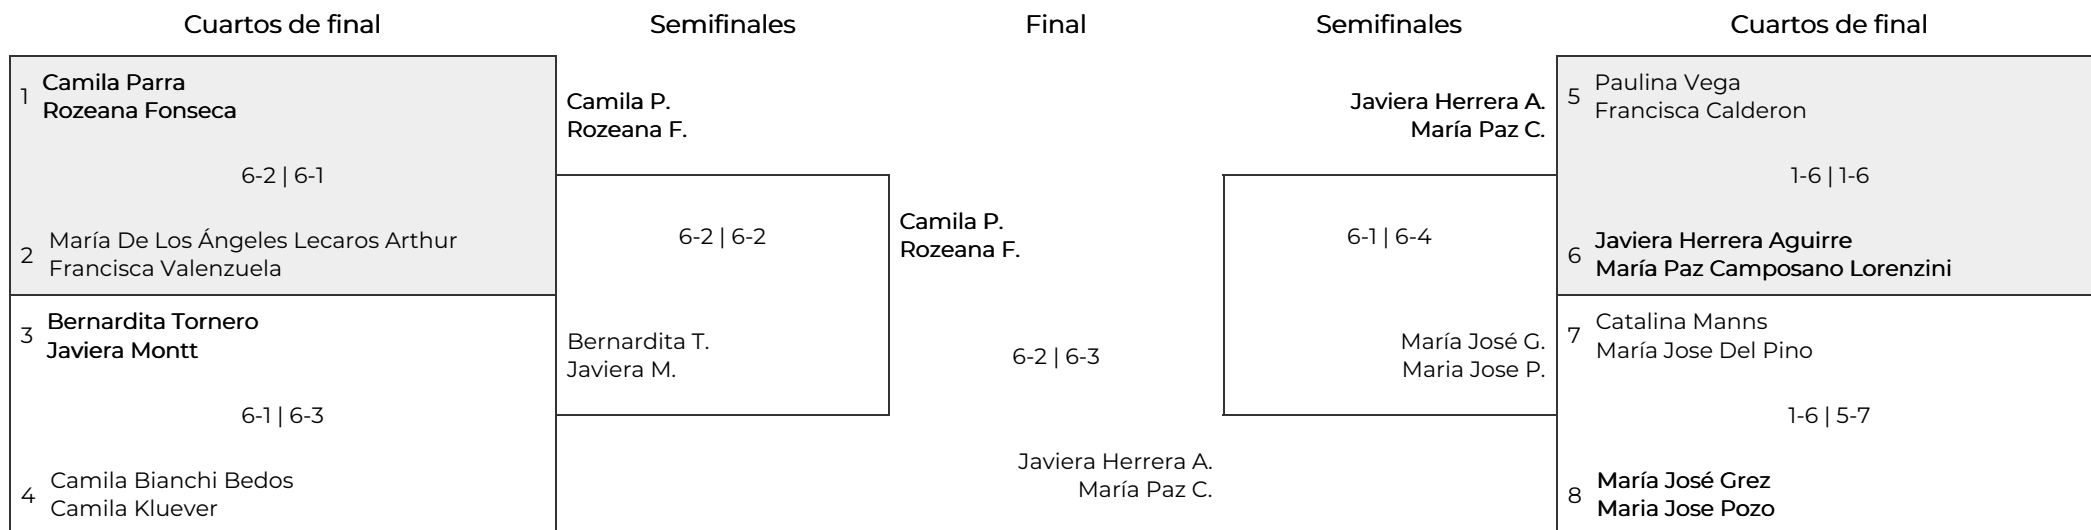 Cuartos de final
Semifinales
Final
Semifinales
Cuartos de final
1
Camila Parra
Rozeana Fonseca
6-2 | 6-1
2
María De Los Ángeles Lecaros Arthur
Francisca Valenzuela
3
Bernardita Tornero
Javiera Montt
6-1 | 6-3
4
Camila Bianchi Bedos
Camila Kluever
Camila P.
Rozeana F.
6-2 | 6-2
Bernardita T.
Javiera M.
Camila P.
Rozeana F.
6-2 | 6-3
Javiera Herrera A.
María Paz C.
Javiera Herrera A.
María Paz C.
6-1 | 6-4
María José G.
Maria Jose P.
5
Paulina Vega
Francisca Calderon
1-6 | 1-6
6
Javiera Herrera Aguirre
María Paz Camposano Lorenzini
7
Catalina Manns
María Jose Del Pino
1-6 | 5-7
8
María José Grez
Maria Jose Pozo